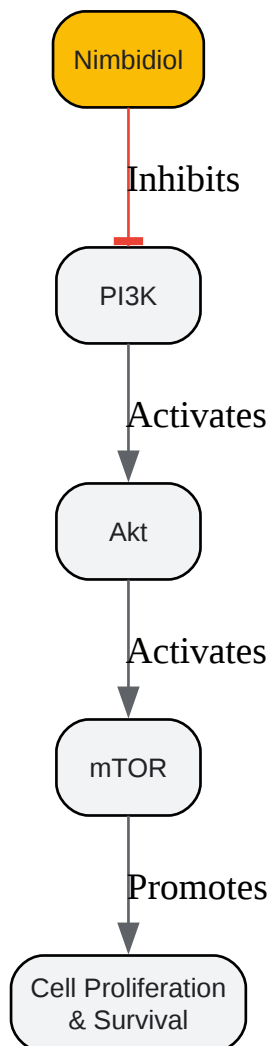 Nimbidiol
Inhibits
PI3K
Activates
Akt
Activates
mTOR
Promotes
Cell Proliferation
& Survival